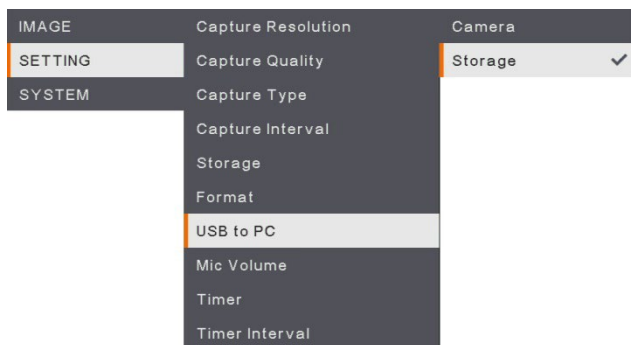 IMAGE
SETTING
SYSTEM
Capture Resolution
Capture Quality
Capture Type
Capture Interval
Storage
Format
USB to PC
Mic Volume
Timer
Timer Interval
Camera
Storage